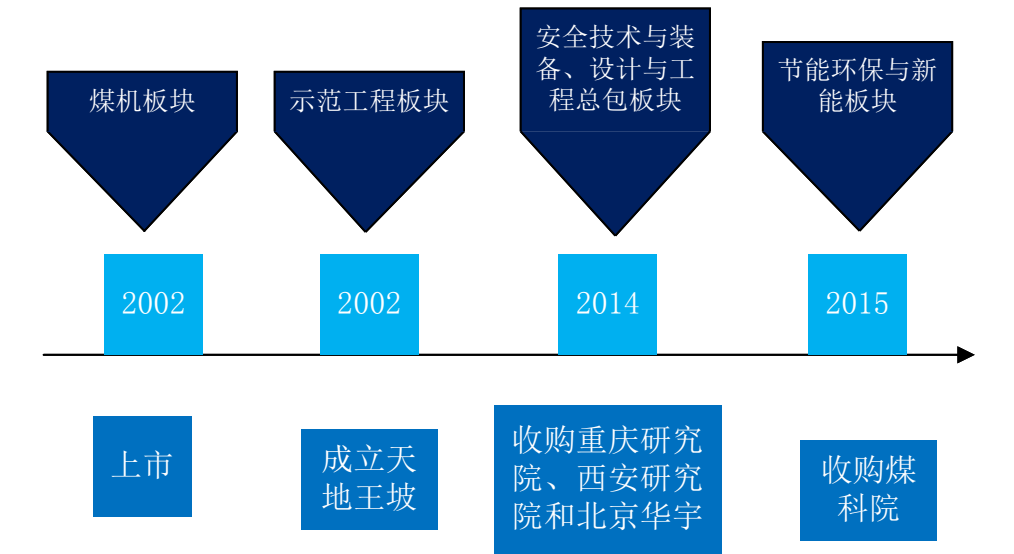 煤机板块
示范工程板块
安全技术与装
备、设计与工
程总包板块
节能环保与新
能板块
2002
2002
2014
2015
上市
成立天
地王坡
收购重庆研究
院、西安研究
院和北京华宇
收购煤
科院